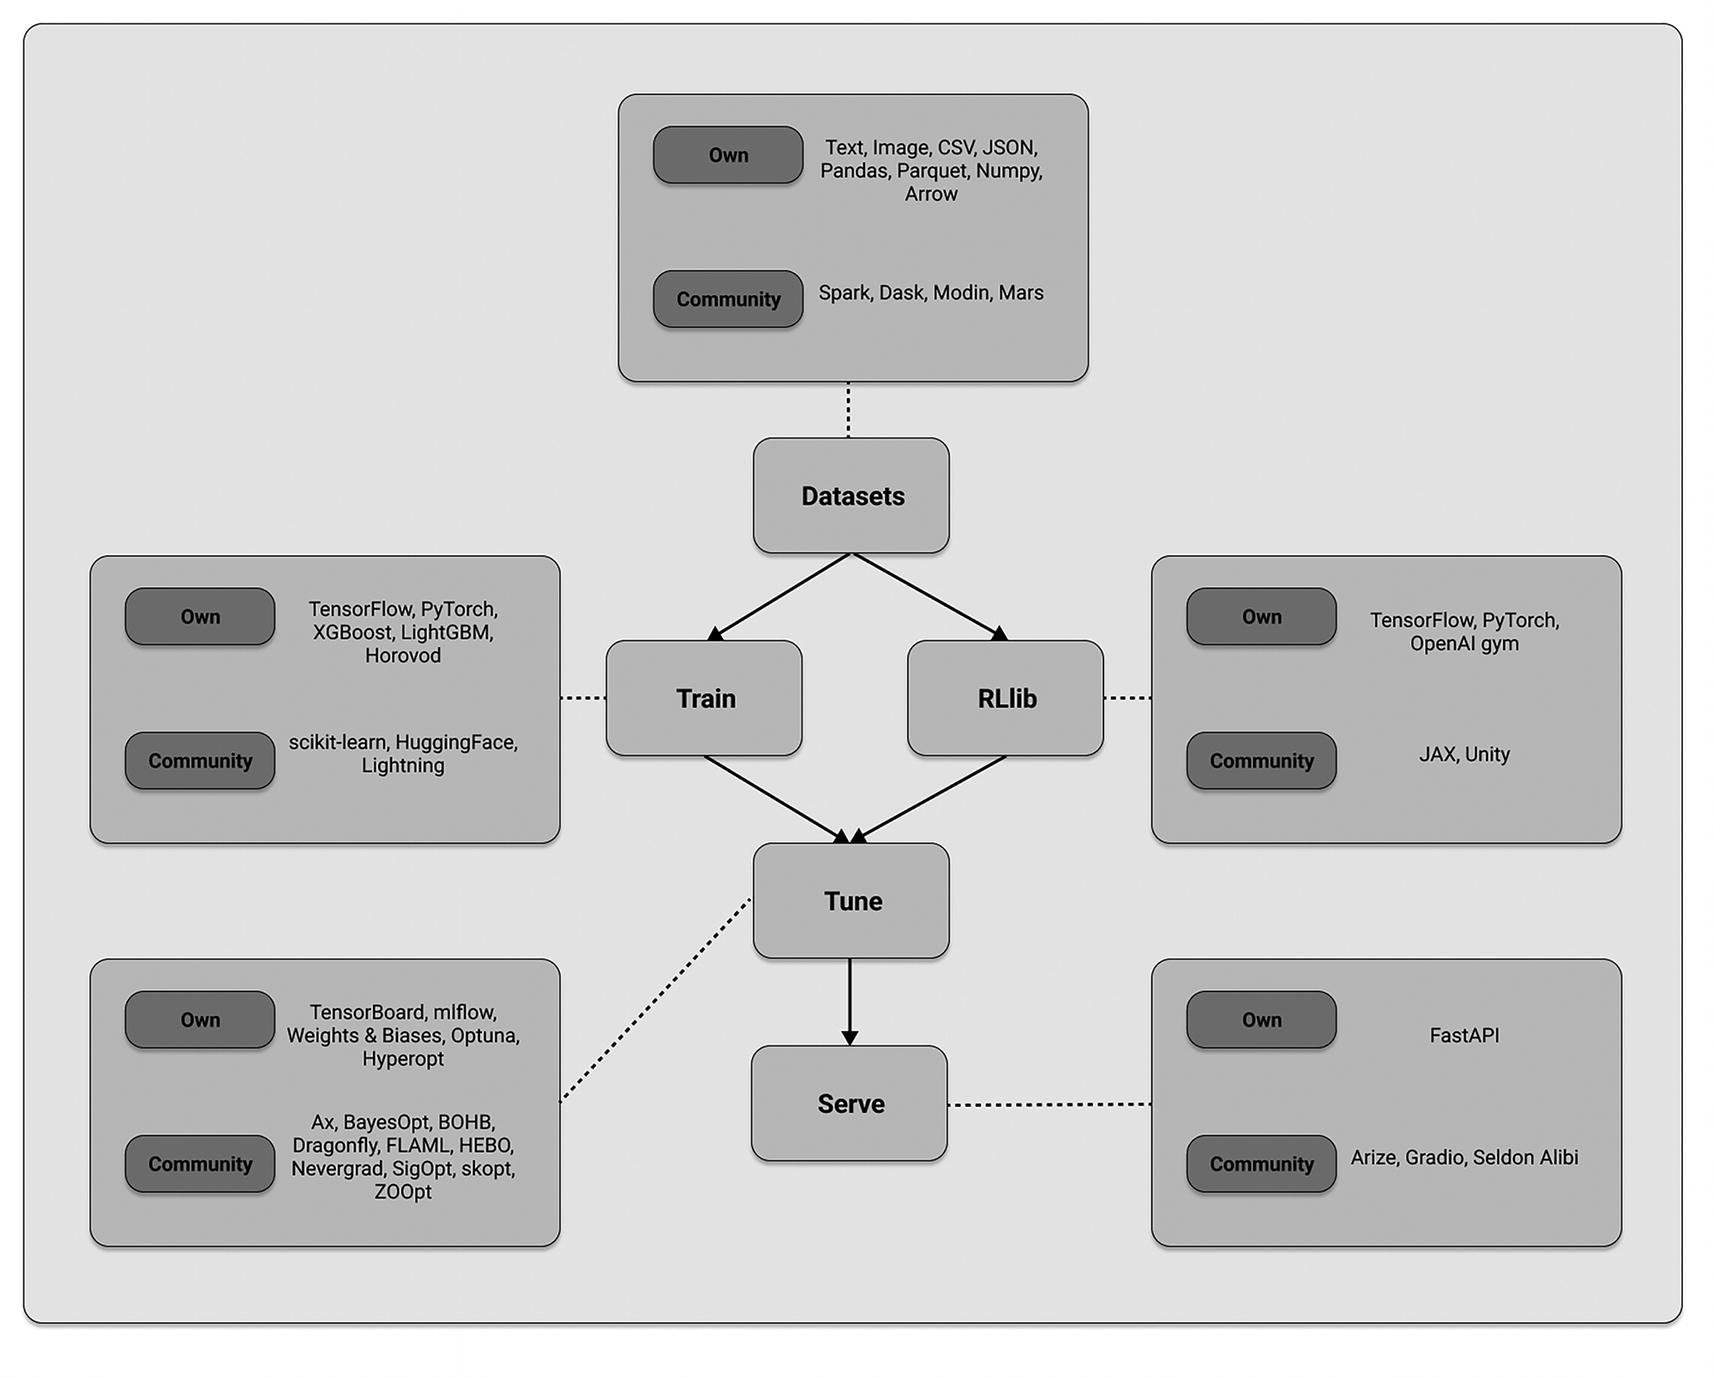 Own
Text, Image, CSV, JSON,
Pandas, Parquet, Numpy,
Arrow
Community
Spark, Dask, Modin, Mars
Datasets
Own
TensorFlow, PyTorch,
XGBoost, LightGBM,
Horovod
Community
scikit-learn, HuggingFace,
Lightning
Train
RLlib
Own
TensorFlow, PyTorch,
OpenAI gym
Community
JAX, Unity
Tune
Own
TensorBoard, mlflow,
Weights & Biases, Optuna,
Hyperopt
Community
Ax, BayesOpt, BOHB,
Dragonfly, FLAML, HEBO,
Nevergrad, SigOpt, skopt,
ZOOpt
Serve
Own
FastAPI
Community
Arize, Gradio, Seldon Alibi